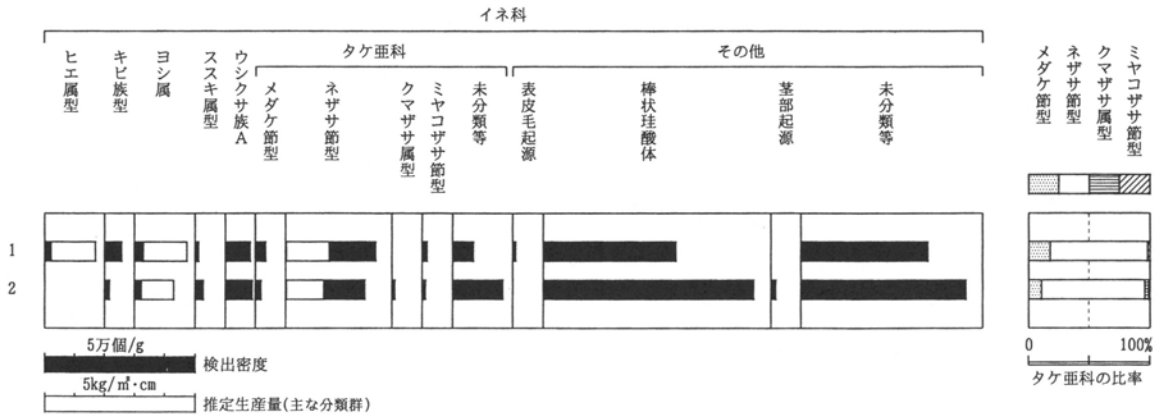 イネ科
タケ亜科
その他
ヒエ属型
キビ族型
ヨシ属
ススキ属型
ウシクサ族A
メダケ節型
ネザサ節型
クマザサ属型
ミヤコザサ節型
未分類等
表皮毛起源
棒状珪酸体
茎部起源
未分類等
メダケ節型
ネザサ節型
クマザサ属型
ミヤコザサ節型
1
2
5万個/g
検出密度
5kg/㎡·cm
推定生産量(主な分類群)
0 100%
タケ亜科の比率